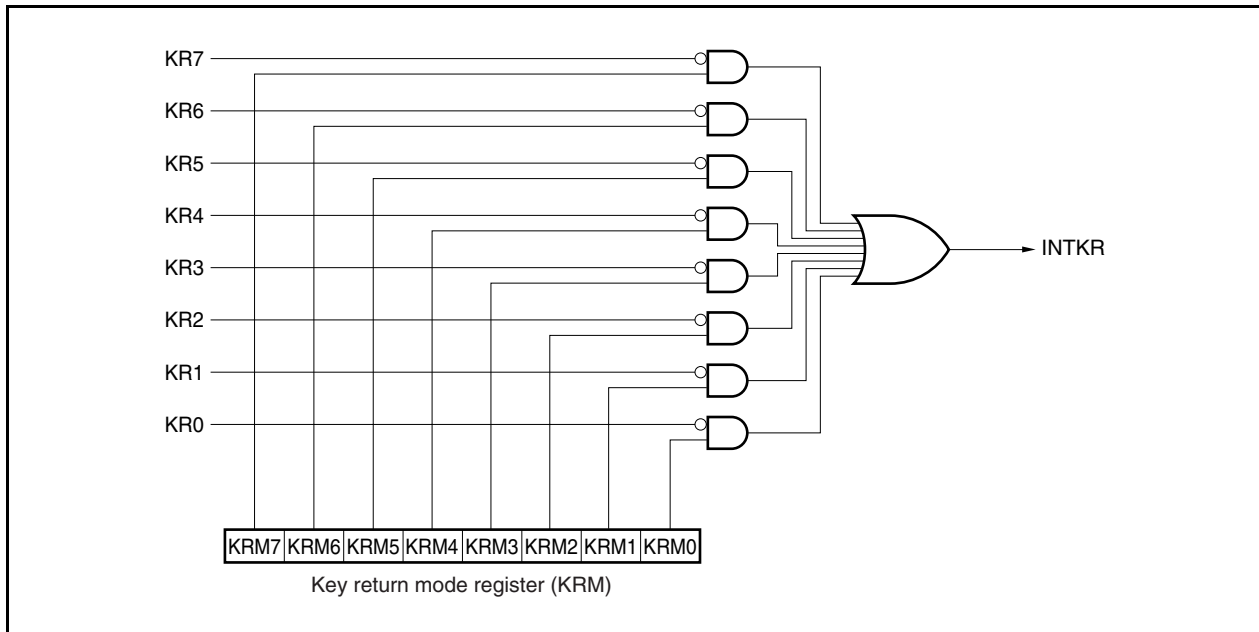 KR7
KR6
KR5
KR4
KR3
KR2
KR1
KR0
INTKR
KRM7 KRM6 KRM5 KRM4 KRM3 KRM2 KRM1 KRM0
Key return mode register (KRM)